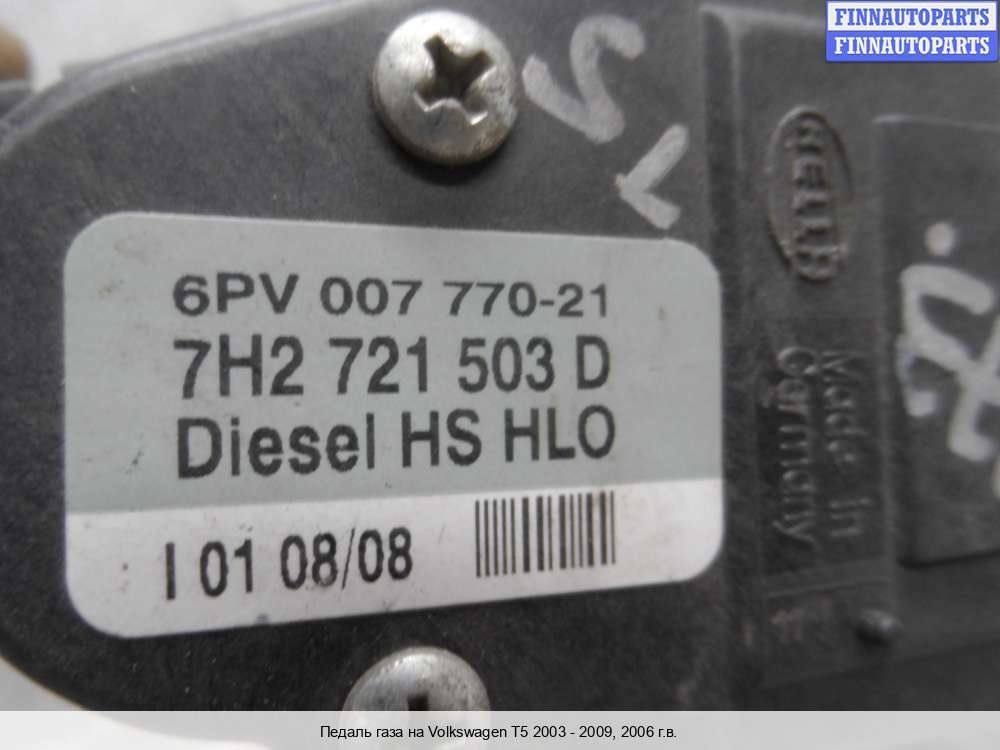 FINNAUTOPARTS
FINNAUTOPARTS
HELLA
6PV 007 770-21
7H2 721 503 D
Diesel HS HLO
I 01 08/08
Made in
Germany
Педаль газа на Volkswagen T5 2003 - 2009, 2006 г.в.